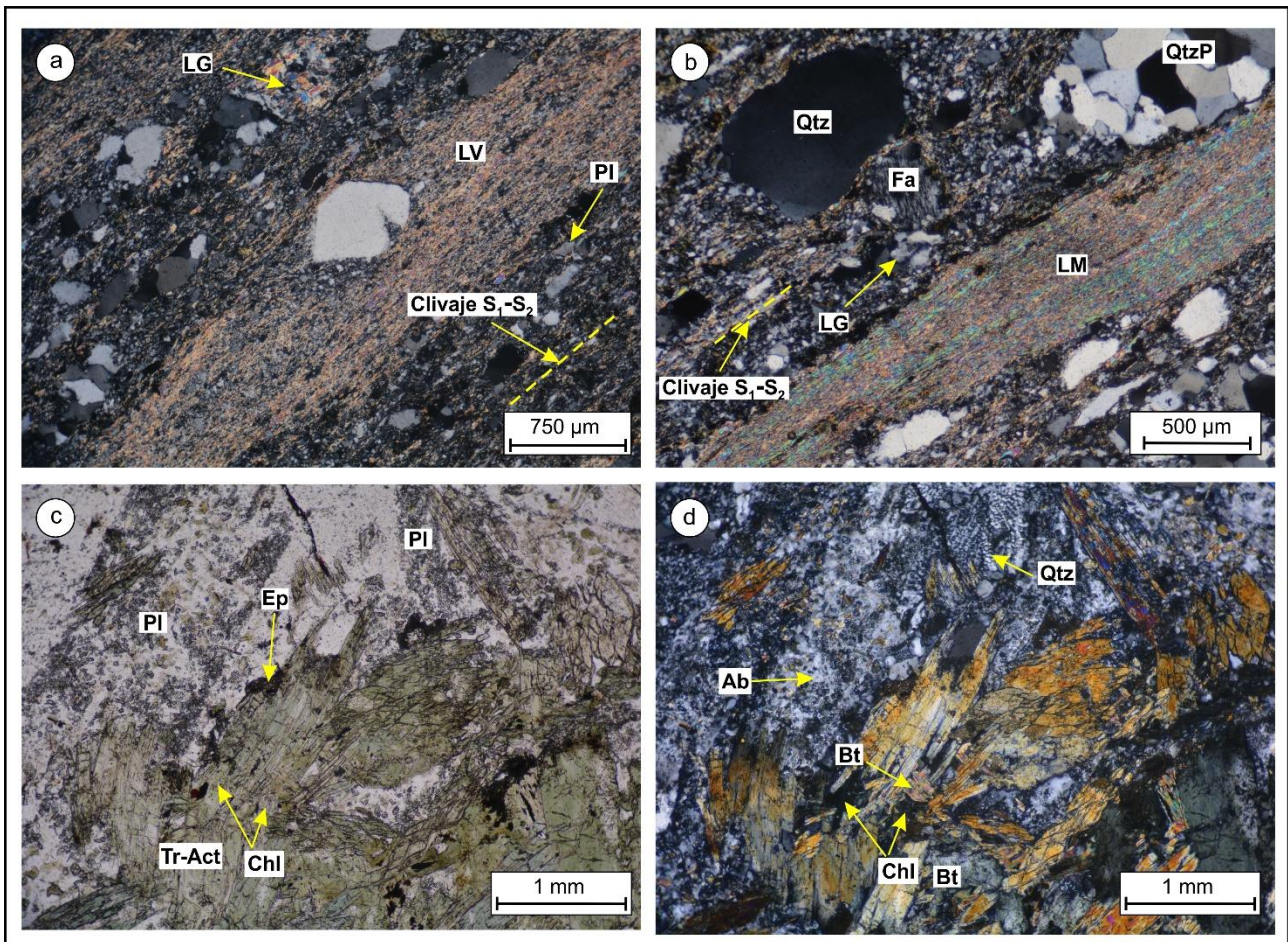 a
LG
LV
Pl
Clivaje S₁-S₂
750 µm
b
QtzP
Qtz
Fa
LM
LG
Clivaje S₁-S₂
500 µm
c
Pl
Ep
Pl
Tr-Act
Chl
1 mm
d
Qtz
Ab
Bt
Chl
Bt
1 mm